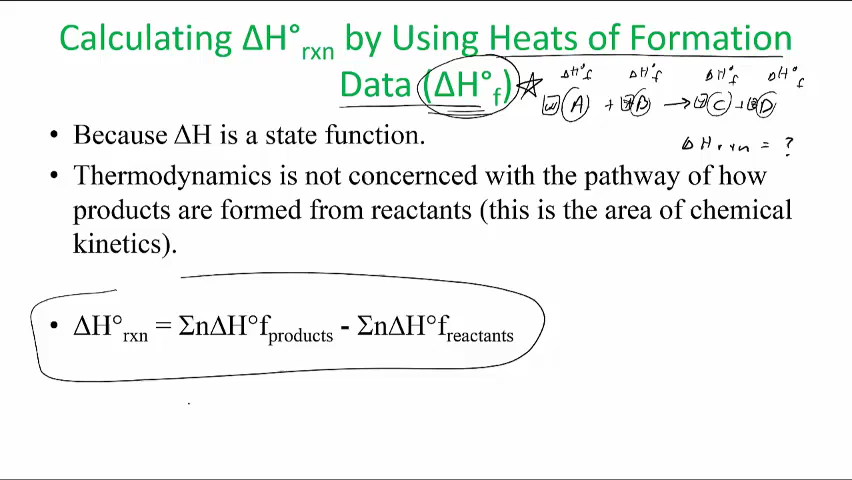 Calculating ΔH°rxn by Using Heats of Formation
Data (ΔH°f)
ΔH°f ΔH°f ΔH°f ΔH°f
A + B → C + D
ΔHrxn = ?
• Because ΔH is a state function.
• Thermodynamics is not concernced with the pathway of how
products are formed from reactants (this is the area of chemical
kinetics).
• ΔH°rxn = ΣnΔH°fproducts - ΣnΔH°freactants